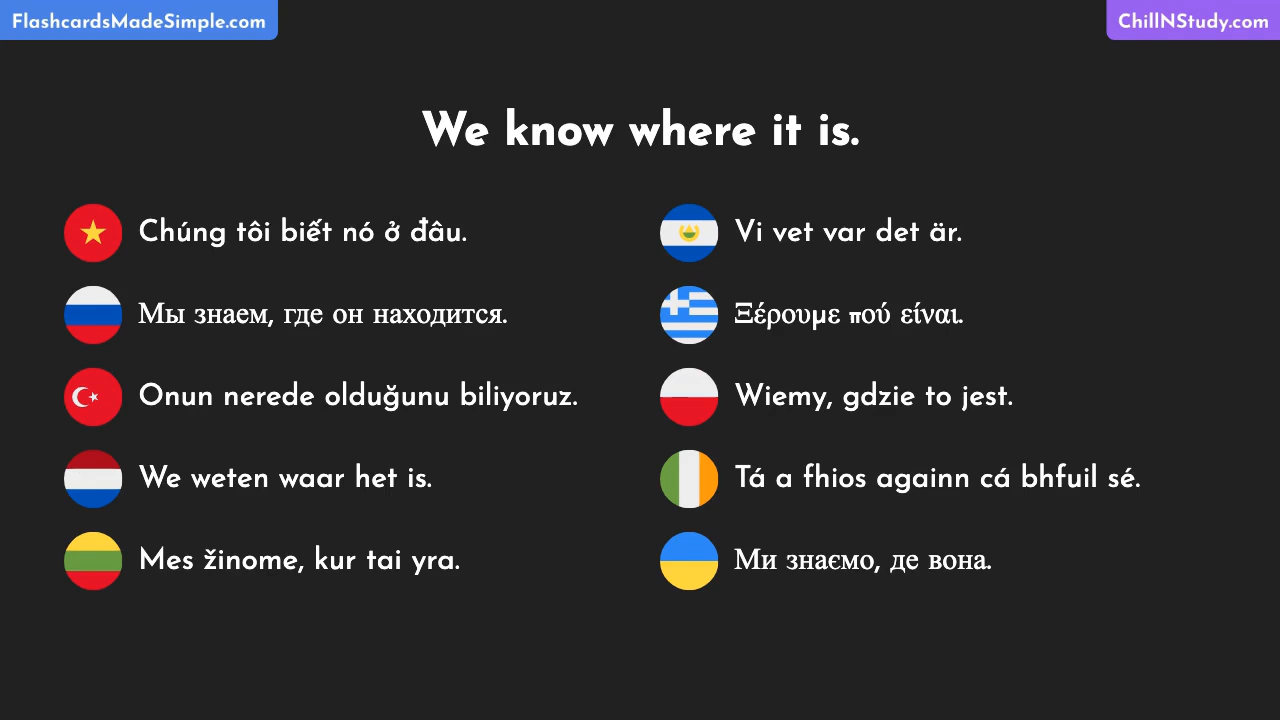 FlashcardsMadeSimple.com
ChillNStudy.com
We know where it is.
Chúng tôi biết nó ở đâu.
Мы знаем, где он находится.
Onun nerede olduğunu biliyoruz.
We weten waar het is.
Mes žinome, kur tai yra.
Vi vet var det är.
Ξέρουμε πού είναι.
Wiemy, gdzie to jest.
Tá a fhios againn cá bhfuil sé.
Ми знаємо, де вона.